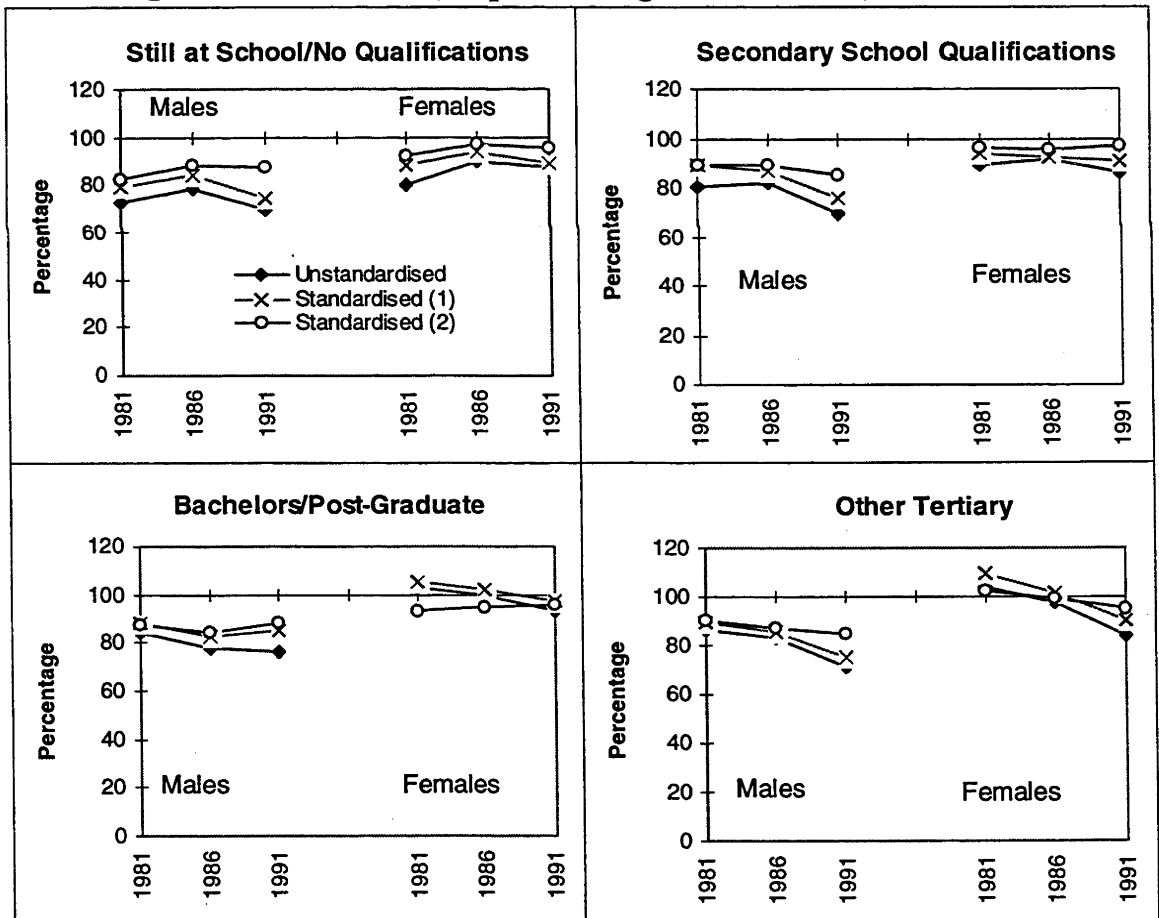 Still at School/No Qualifications
120
100
80
60
40
20
0
Percentage
Males
Females
Unstandardised
Standardised (1)
Standardised (2)
1981
1986
1991
1981
1986
1991
Secondary School Qualifications
120
100
80
60
40
20
0
Percentage
Males
Females
1981
1986
1991
1981
1986
1991
Bachelors/Post-Graduate
120
100
80
60
40
20
0
Percentage
Males
Females
1981
1986
1991
1981
1986
1991
Other Tertiary
120
100
80
60
40
20
0
Percentage
Males
Females
1981
1986
1991
1981
1986
1991